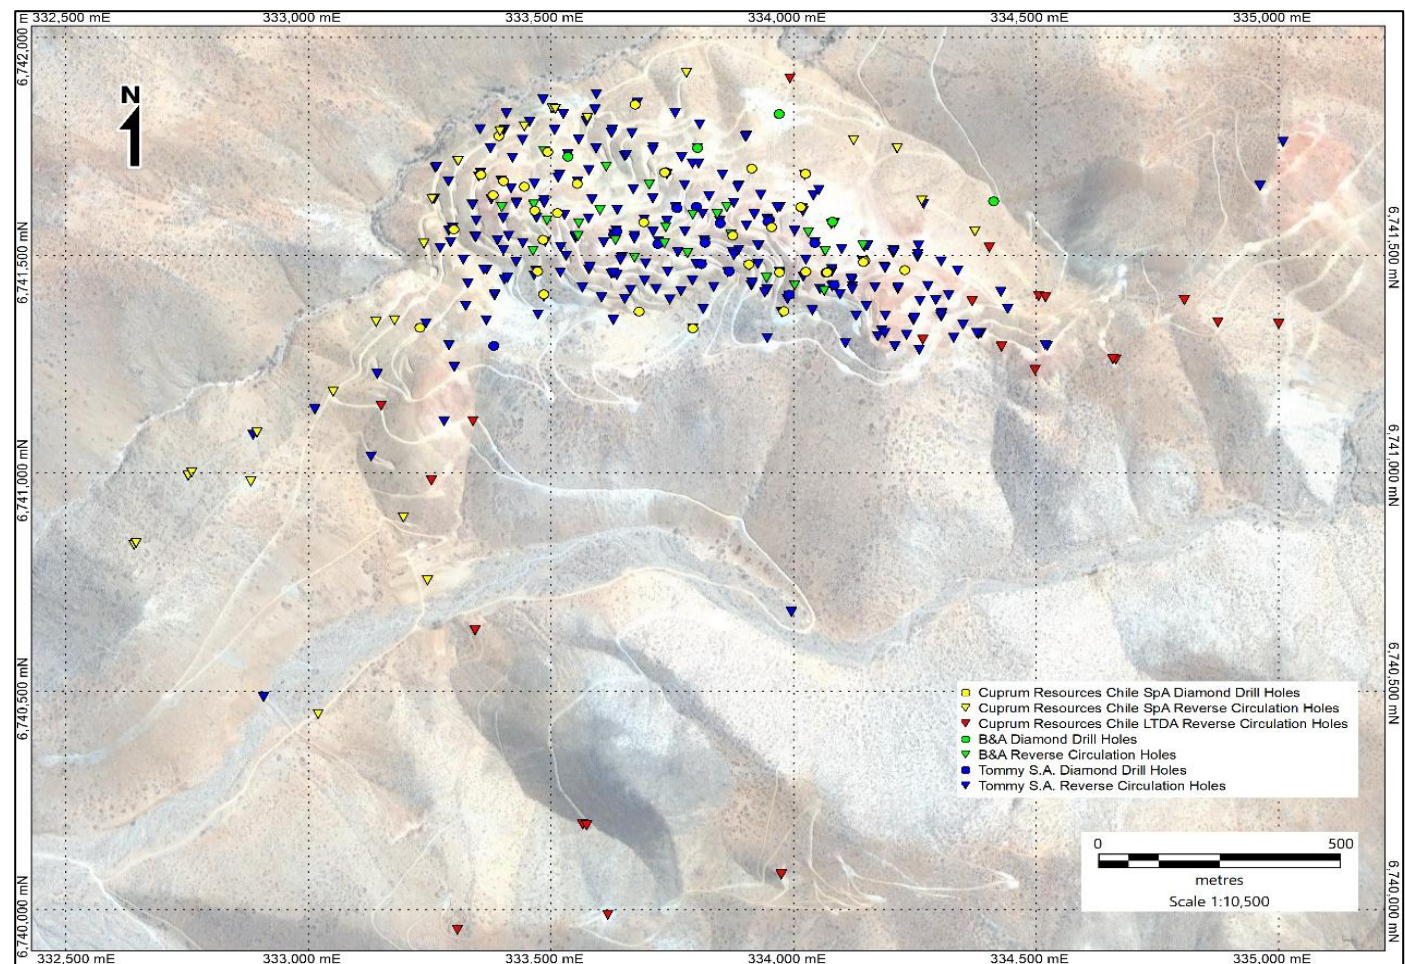 332,500 mE 333,000 mE 333,500 mE 334,000 mE 334,500 mE 335,000 mE
6,742,000 m
N
6,741,500 mN 6,741,500 mN
6,741,000 mN 6,741,000 mN
6,740,500 mN 6,740,500 mN
Cuprum Resources Chile SpA Diamond Drill Holes
Cuprum Resources Chile SpA Reverse Circulation Holes
Cuprum Resources Chile LTDA Reverse Circulation Holes
B&A Diamond Drill Holes
B&A Reverse Circulation Holes
Tommy S.A. Diamond Drill Holes
Tommy S.A. Reverse Circulation Holes
0 500
metres
Scale 1:10,500
6,740,000 mN 6,740,000 mN
332,500 mE 333,000 mE 333,500 mE 334,000 mE 334,500 mE 335,000 mE